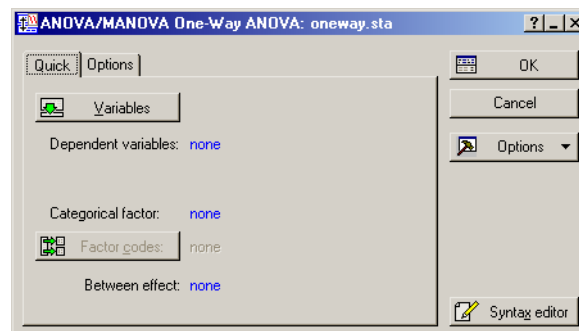 ANOVA/MANOVA One-Way ANOVA: oneway.sta
Quick Options
Variables
Dependent variables: none
Categorical factor: none
Factor codes: none
Between effect: none
OK
Cancel
Options
Syntax editor